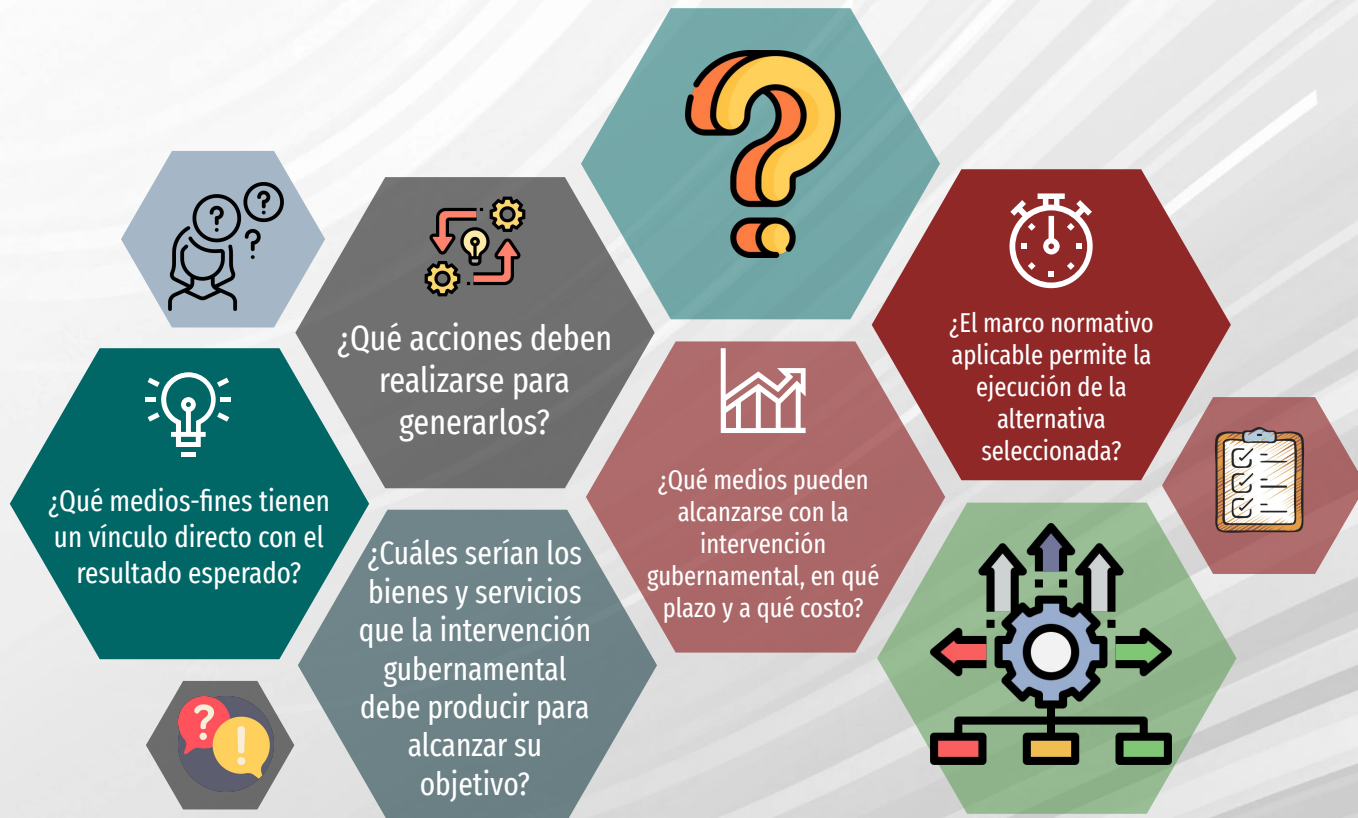 ¿Qué medios-fines tienen
un vínculo directo con el
resultado esperado?
¿Qué acciones deben
realizarse para
generarlos?
¿Cuáles serían los
bienes y servicios
que la intervención
gubernamental
debe producir para
alcanzar su
objetivo?
¿Qué medios pueden
alcanzarse con la
intervención
gubernamental, en qué
plazo y a qué costo?
¿El marco normativo
aplicable permite la
ejecución de la
alternativa
seleccionada?